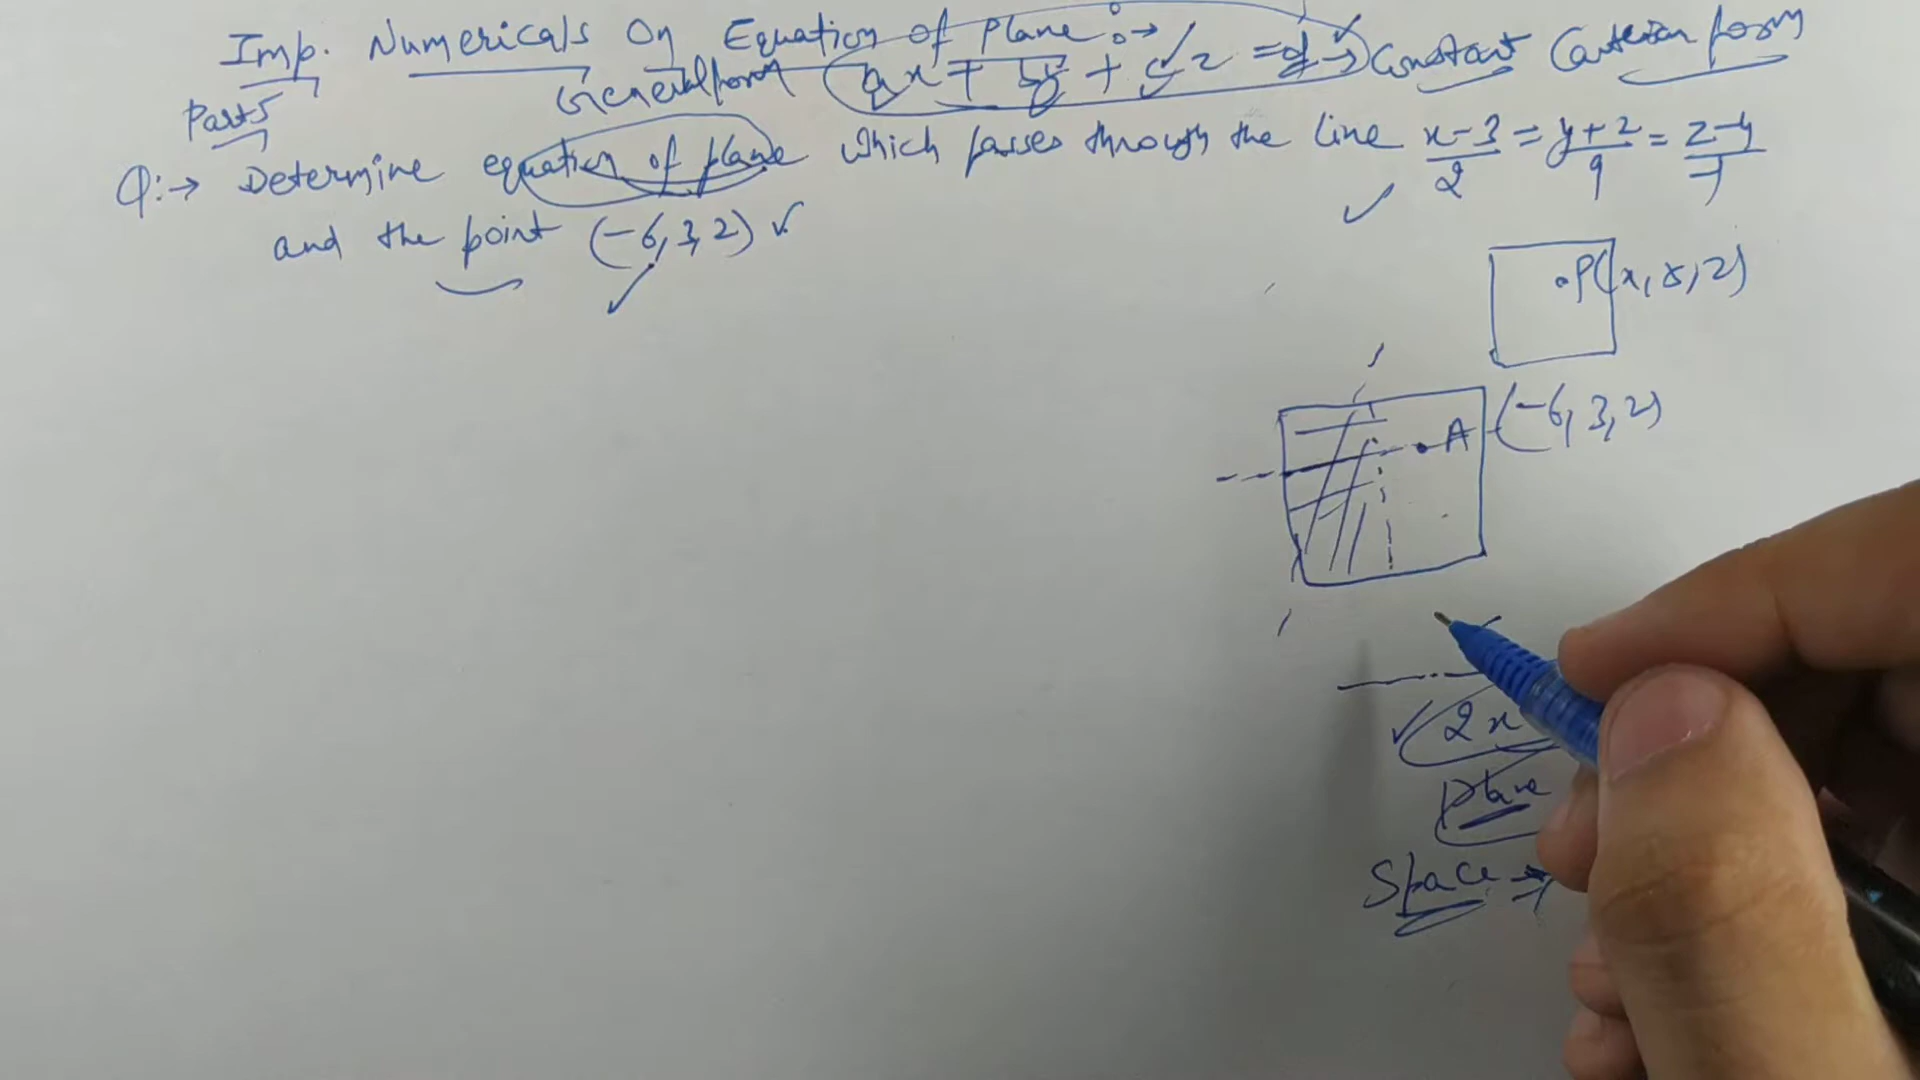 Imp. Numericals On Equation of Plane :→
Part 5
General form ax + by + cz = d → Constant Cartesian form
Q:→ Determine equation of plane which passes through the line x-3/2 = y+2/9 = z-4/-1
and the point (-6,3,2) ✓
P(x,y,z)
A (-6,3,2)
2x
Plane
Space →